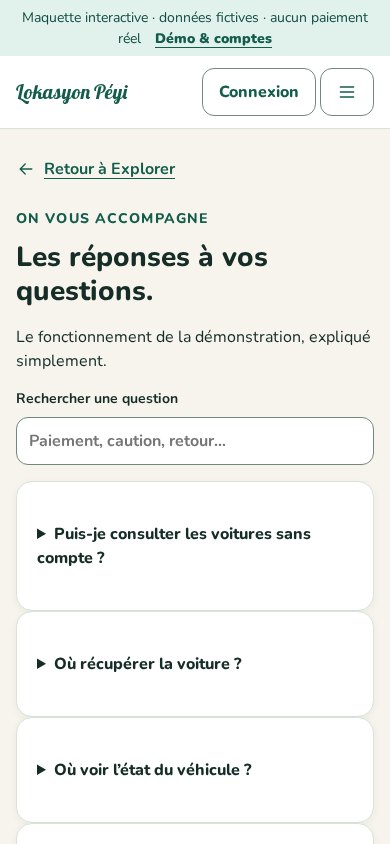 Maquette interactive · données fictives · aucun paiement
réel Démo & comptes
Lokasyon Péyi
Connexion
Retour à Explorer
ON VOUS ACCOMPAGNE
Les réponses à vos
questions.
Le fonctionnement de la démonstration, expliqué
simplement.
Rechercher une question
Paiement, caution, retour...
Puis-je consulter les voitures sans
compte ?
Où récupérer la voiture ?
Où voir l’état du véhicule ?